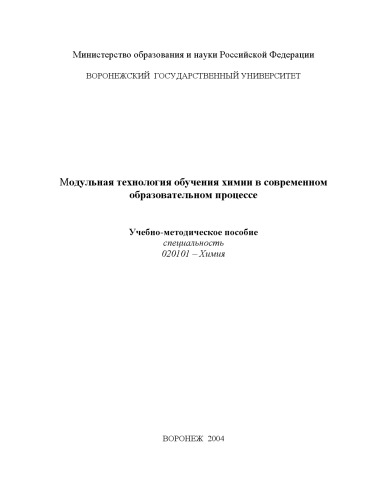 Министерство образования и науки Российской Федерации
ВОРОНЕЖСКИЙ ГОСУДАРСТВЕННЫЙ УНИВЕРСИТЕТ
Модульная технология обучения химии в современном
образовательном процессе
Учебно-методическое пособие
специальность
020101 – Химия
ВОРОНЕЖ 2004